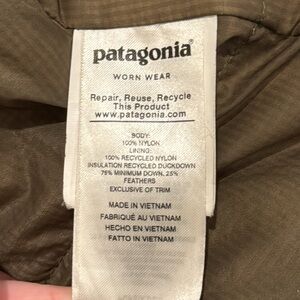 patagonia®
WORN WEAR
Repair, Reuse, Recycle
This Product
www.patagonia.com
BODY:
100% NYLON
LINING:
100% RECYCLED NYLON
INSULATION RECYCLED DUCKDOWN
75% MINIMUM DOWN, 25%
FEATHERS
EXCLUSIVE OF TRIM
MADE IN VIETNAM
FABRIQUÉ AU VIETNAM
HECHO EN VIETNAM
FATTO IN VIETNAM